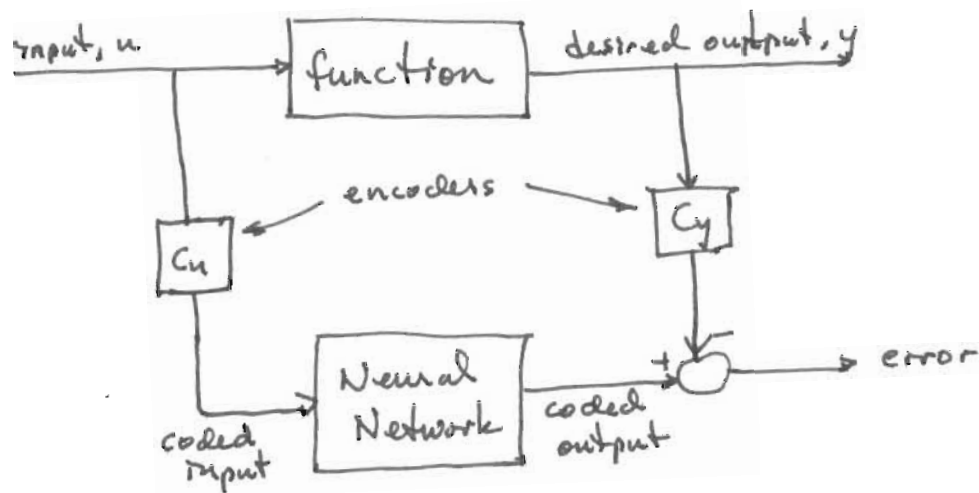 input, u
function
desired output, y
encoders
Cu
Cy
Neural
Network
+
−
error
coded
input
coded
output